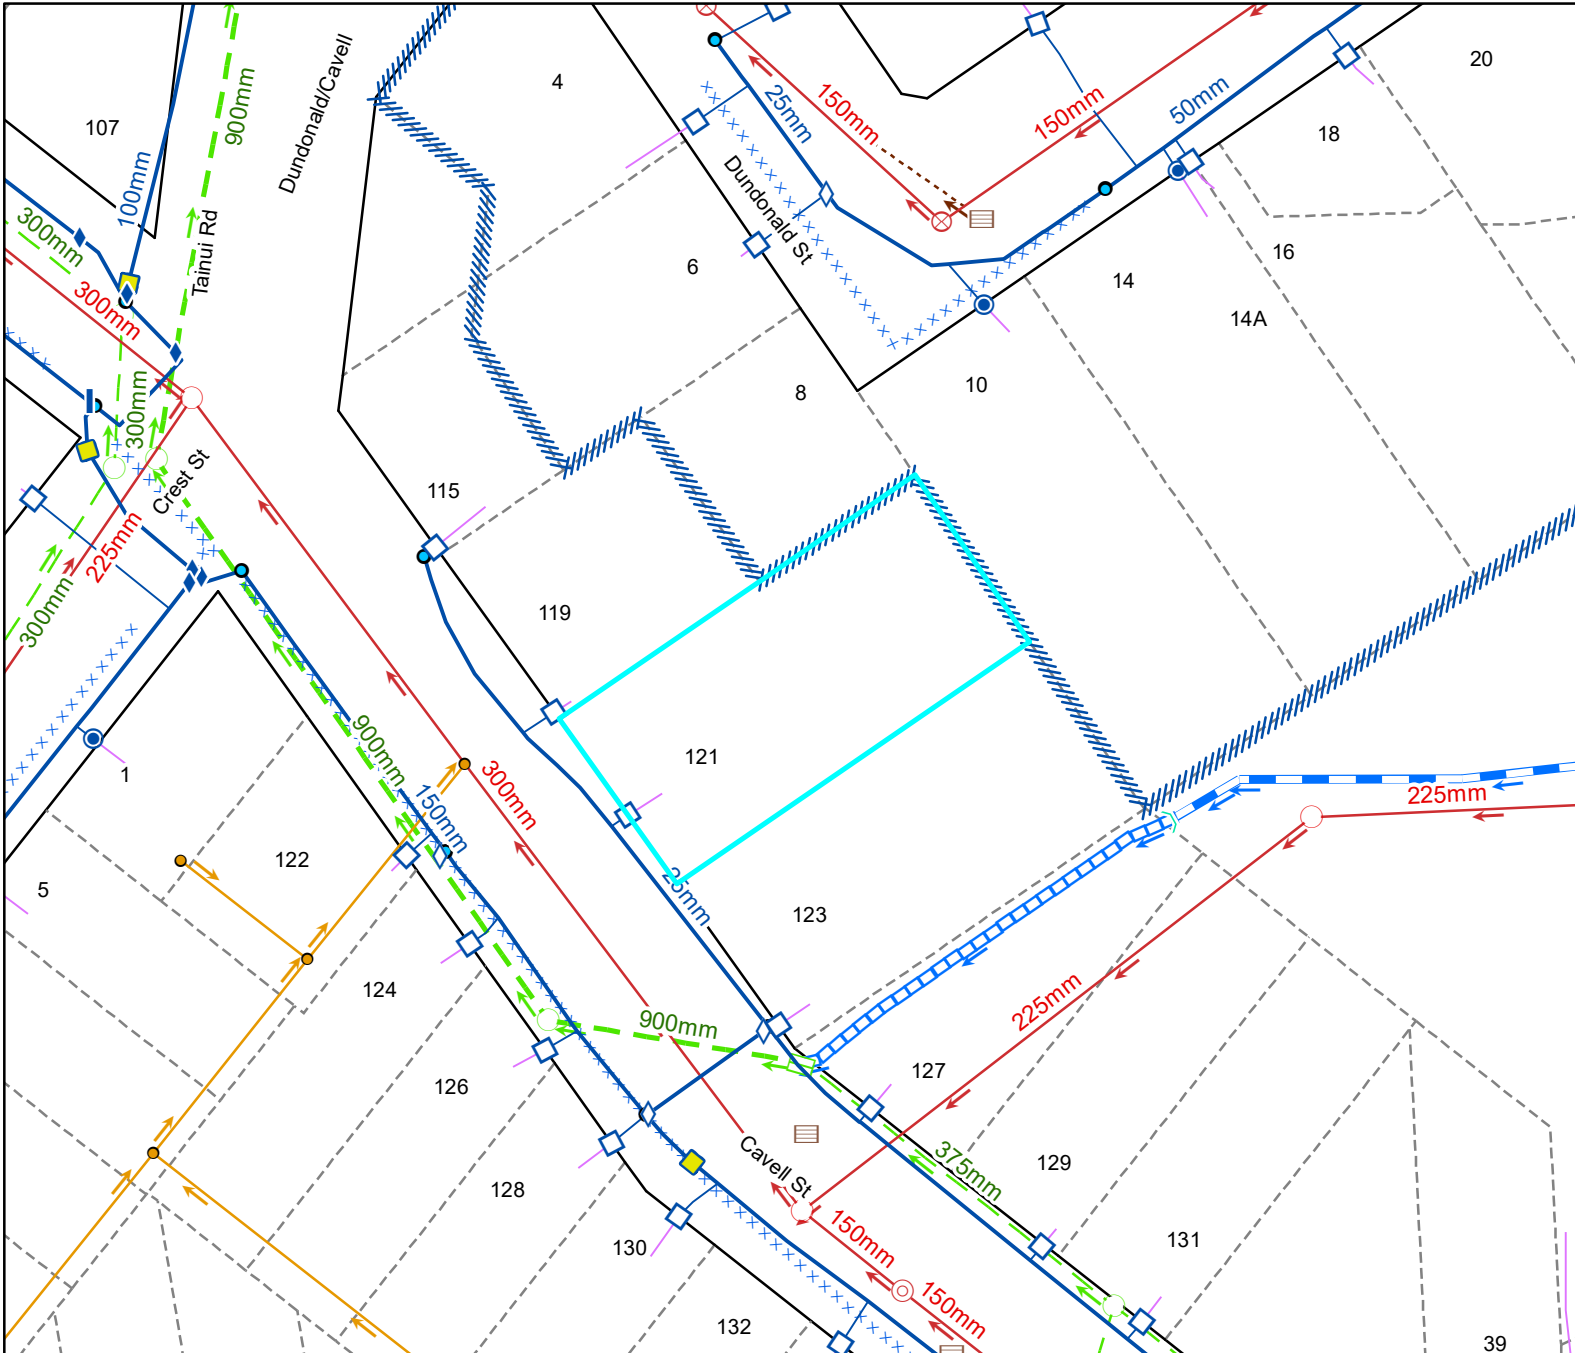 20
4
Dundonald/Cavell
900mm
25mm
150mm
150mm
50mm
107
18
100mm
Dundonald St
300mm
Tainui Rd
6
16
14
300mm
14A
8
10
300mm
Crest St
115
225mm
300mm
119
121
900mm
1
300mm
150mm
225mm
122
5
25mm
123
124
225mm
900mm
127
126
375mm
129
Cavell St
128
131
150mm
130
150mm
132
39